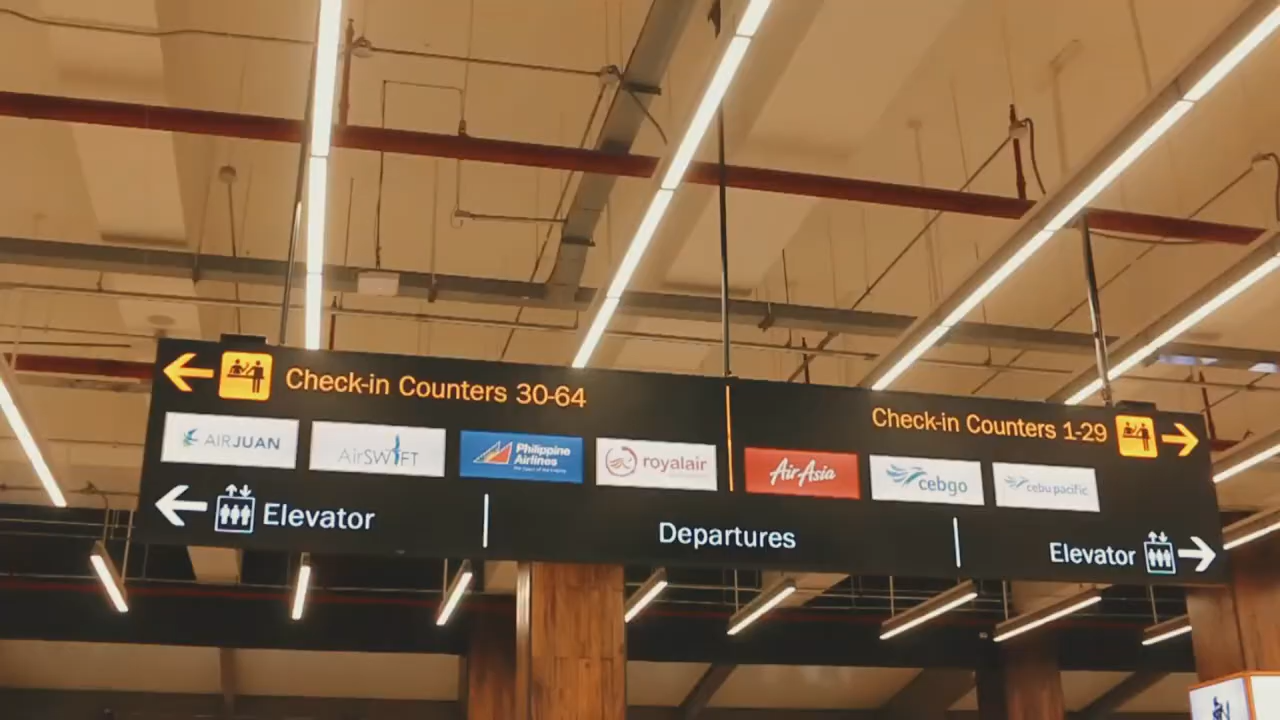 Check-in Counters 30-64
AIRJUAN
AirSWIFT
Philippine
Airlines
royalair
Elevator
Check-in Counters 1-29
AirAsia
cebgo
cebu pacific
Departures
Elevator